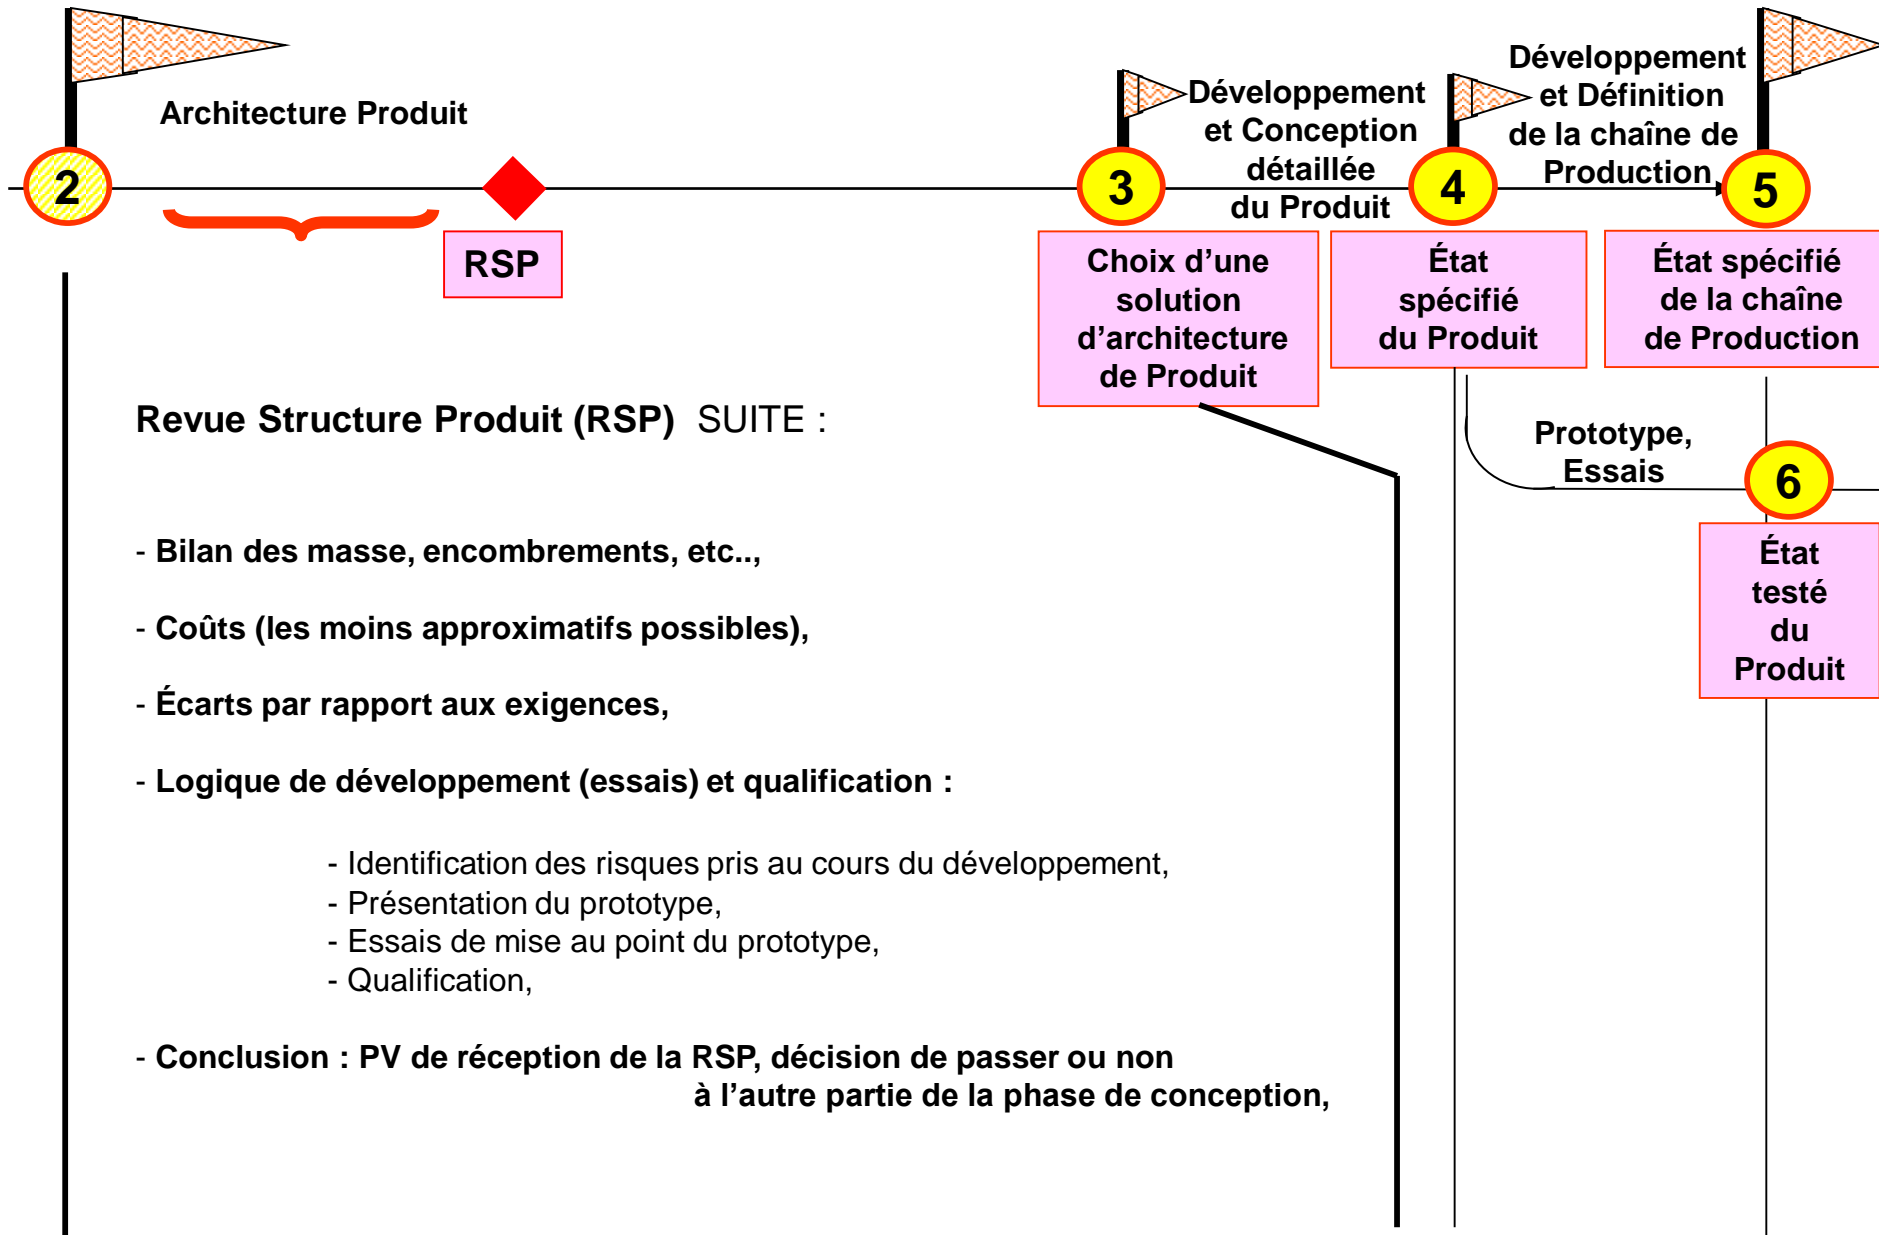 Architecture Produit
2
RSP
3
Développement
et Conception
détaillée
du Produit
4
Développement
et Définition
de la chaîne de
Production
5
Choix d’une
solution
d’architecture
de Produit
État
spécifié
du Produit
État spécifié
de la chaîne
de Production
Prototype,
Essais
6
État
testé
du
Produit
Revue Structure Produit (RSP) SUITE :
- Bilan des masse, encombrements, etc..,
- Coûts (les moins approximatifs possibles),
- Écarts par rapport aux exigences,
- Logique de développement (essais) et qualification :
- Identification des risques pris au cours du développement,
- Présentation du prototype,
- Essais de mise au point du prototype,
- Qualification,
- Conclusion : PV de réception de la RSP, décision de passer ou non
à l’autre partie de la phase de conception,